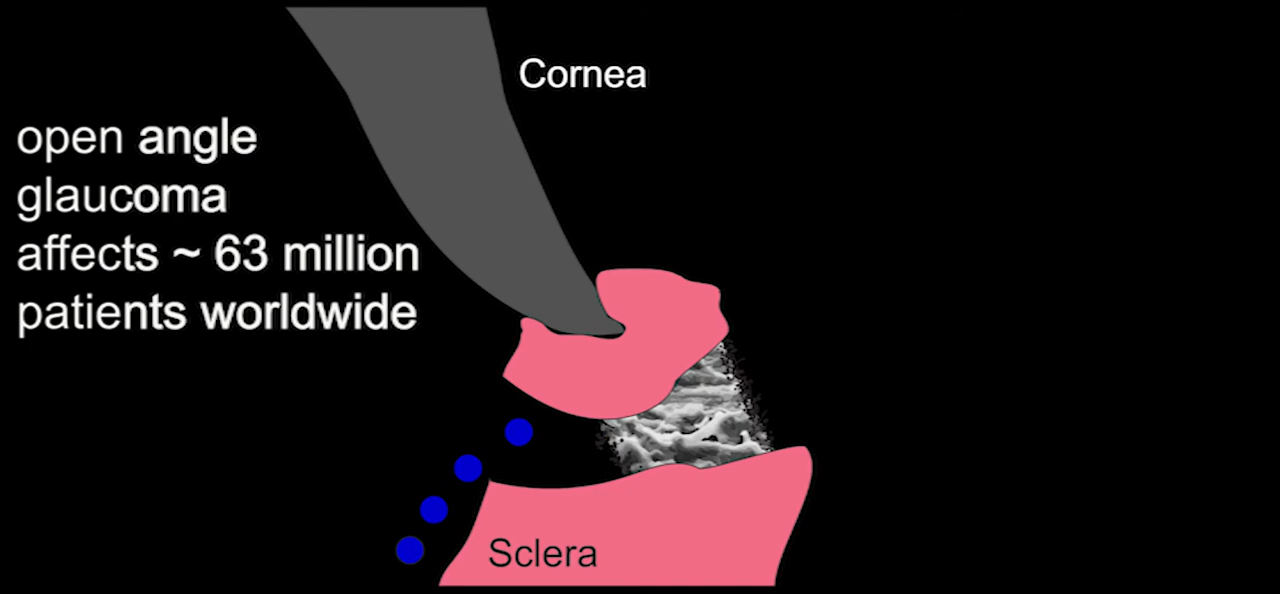 Cornea
open angle
glaucoma
affects ~ 63 million
patients worldwide
Sclera